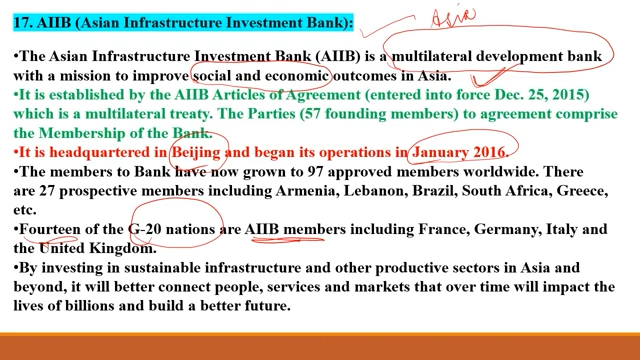 17. AIIB (Asian Infrastructure Investment Bank):
Asia
•The Asian Infrastructure Investment Bank (AIIB) is a multilateral development bank
with a mission to improve social and economic outcomes in Asia.
•It is established by the AIIB Articles of Agreement (entered into force Dec. 25, 2015)
which is a multilateral treaty. The Parties (57 founding members) to agreement comprise
the Membership of the Bank.
•It is headquartered in Beijing and began its operations in January 2016.
•The members to Bank have now grown to 97 approved members worldwide. There
are 27 prospective members including Armenia, Lebanon, Brazil, South Africa, Greece,
etc.
•Fourteen of the G-20 nations are AIIB members including France, Germany, Italy and
the United Kingdom.
•By investing in sustainable infrastructure and other productive sectors in Asia and
beyond, it will better connect people, services and markets that over time will impact the
lives of billions and build a better future.